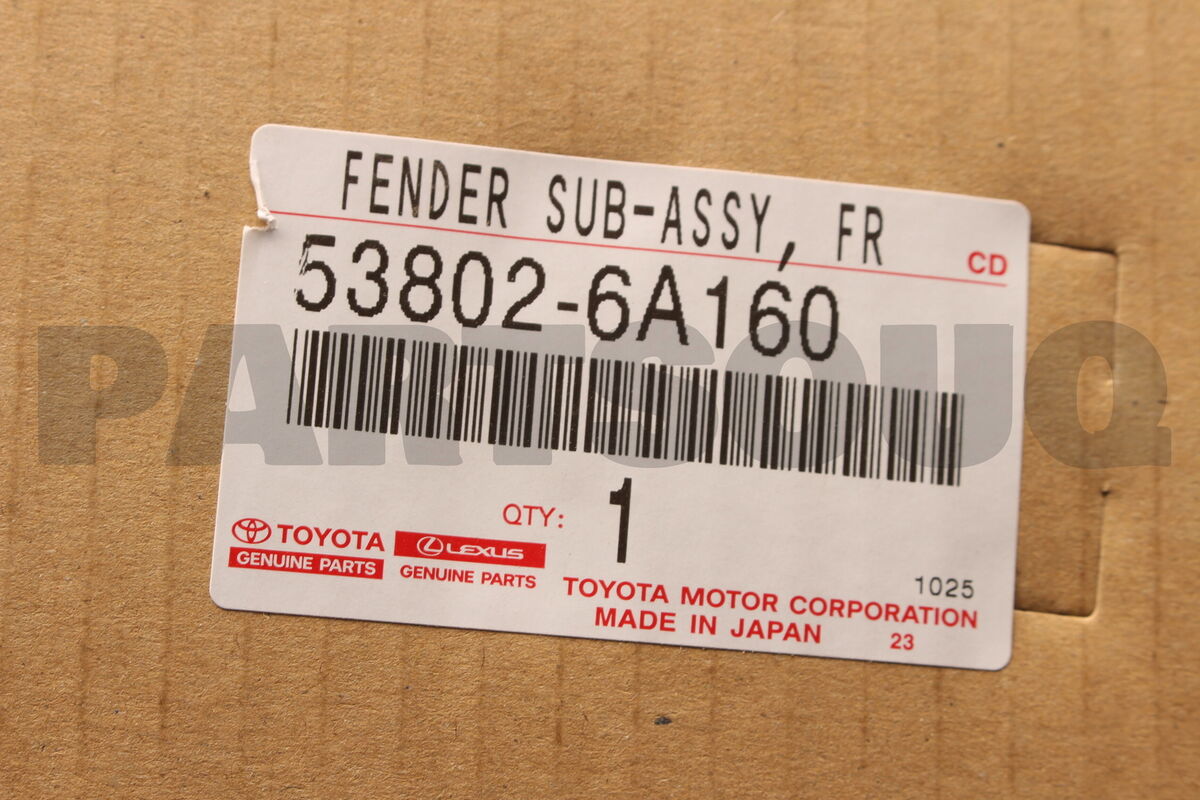 FENDER SUB-ASSY, FR
CD
53802-6A160
PARTSOUQ
QTY: 1
TOYOTA
GENUINE PARTS
LEXUS
GENUINE PARTS
1025
TOYOTA MOTOR CORPORATION
MADE IN JAPAN 23